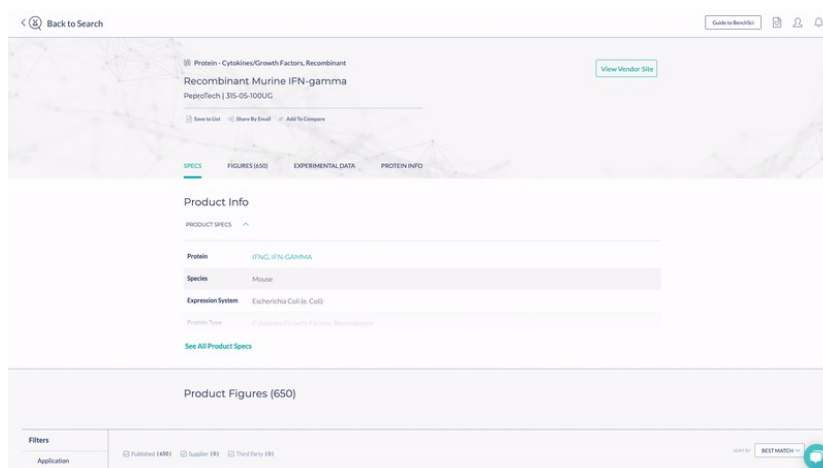 Back to Search
Guide to BenchSci
Protein - Cytokines/Growth Factors, Recombinant
View Vendor Site
Recombinant Murine IFN-gamma
PeproTech | 315-05-100UG
Save to List Share By Email Add To Compare
SPECS FIGURES (650) EXPERIMENTAL DATA PROTEIN INFO
Product Info
PRODUCT SPECS
Protein IFNG, IFN-GAMMA
Species Mouse
Expression System Escherichia Coli (e. Coli)
Protein Type Cytokines/Growth Factors, Recombinant
See All Product Specs
Product Figures (650)
Filters
Application
Published (650) Supplier (0) Third Party (0)
SORT BY BEST MATCH